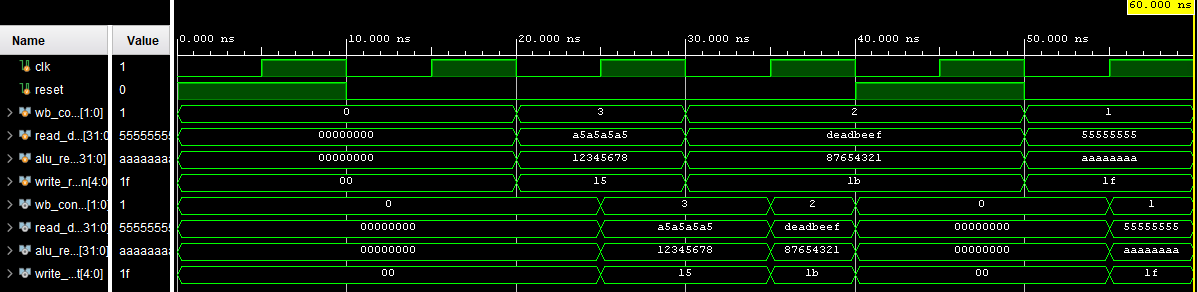 60.000 ns
Name Value
0.000 ns 10.000 ns 20.000 ns 30.000 ns 40.000 ns 50.000 ns
clk 1
reset 0
wb_co...[1:0] 1 0 3 2 1
read_d...[31:0] 55555555 00000000 a5a5a5a5 deadbeef 55555555
alu_re...31:0] aaaaaaaa 00000000 12345678 87654321 aaaaaaaa
write_r...n[4:0 1f 00 15 1b 1f
wb_con...[1:0] 1 0 3 2 0 1
read_d...31:0] 55555555 00000000 a5a5a5a5 deadbeef 00000000 55555555
alu_re...[31:0] aaaaaaaa 00000000 12345678 87654321 00000000 aaaaaaaa
write_...t[4:0] 1f 00 15 1b 00 1f